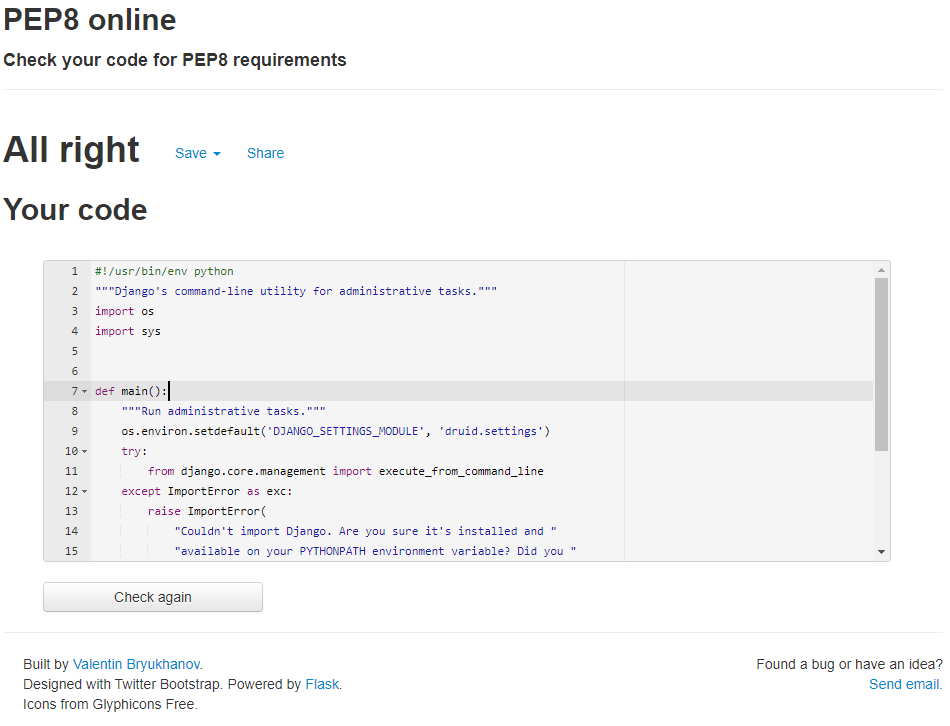 PEP8 online
Check your code for PEP8 requirements
All right Save Share
Your code
1 #!/usr/bin/env python
2 """Django's command-line utility for administrative tasks."""
3 import os
4 import sys
5
6
7 def main():
8 """Run administrative tasks."""
9 os.environ.setdefault('DJANGO_SETTINGS_MODULE', 'druid.settings')
10 try:
11 from django.core.management import execute_from_command_line
12 except ImportError as exc:
13 raise ImportError(
14 "Couldn't import Django. Are you sure it's installed and "
15 "available on your PYTHONPATH environment variable? Did you "
Check again
Built by Valentin Bryukhanov. Found a bug or have an idea?
Designed with Twitter Bootstrap. Powered by Flask. Send email.
Icons from Glyphicons Free.